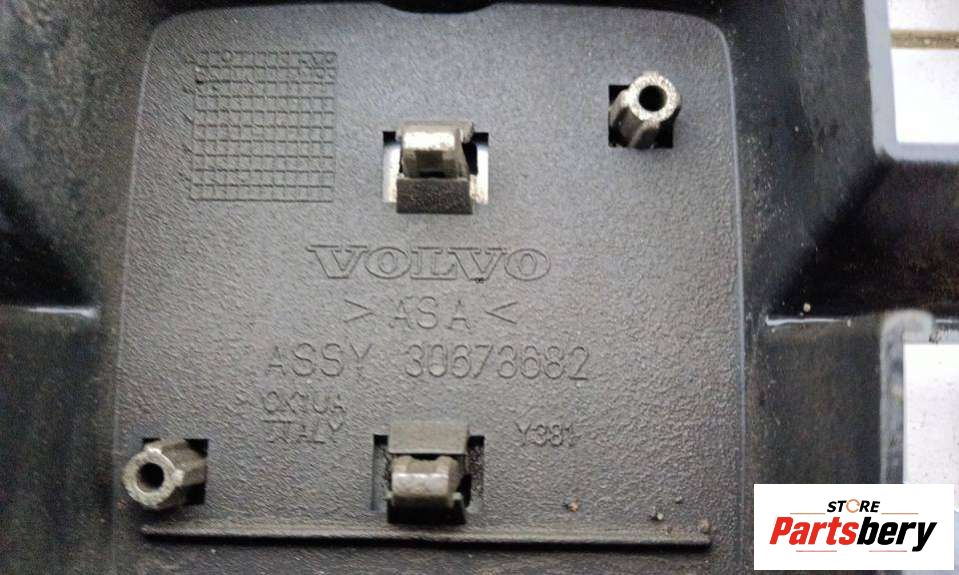 VOLVO
>ASA<
ASSY 30673682
ITALY Y381
STORE
Partsbery